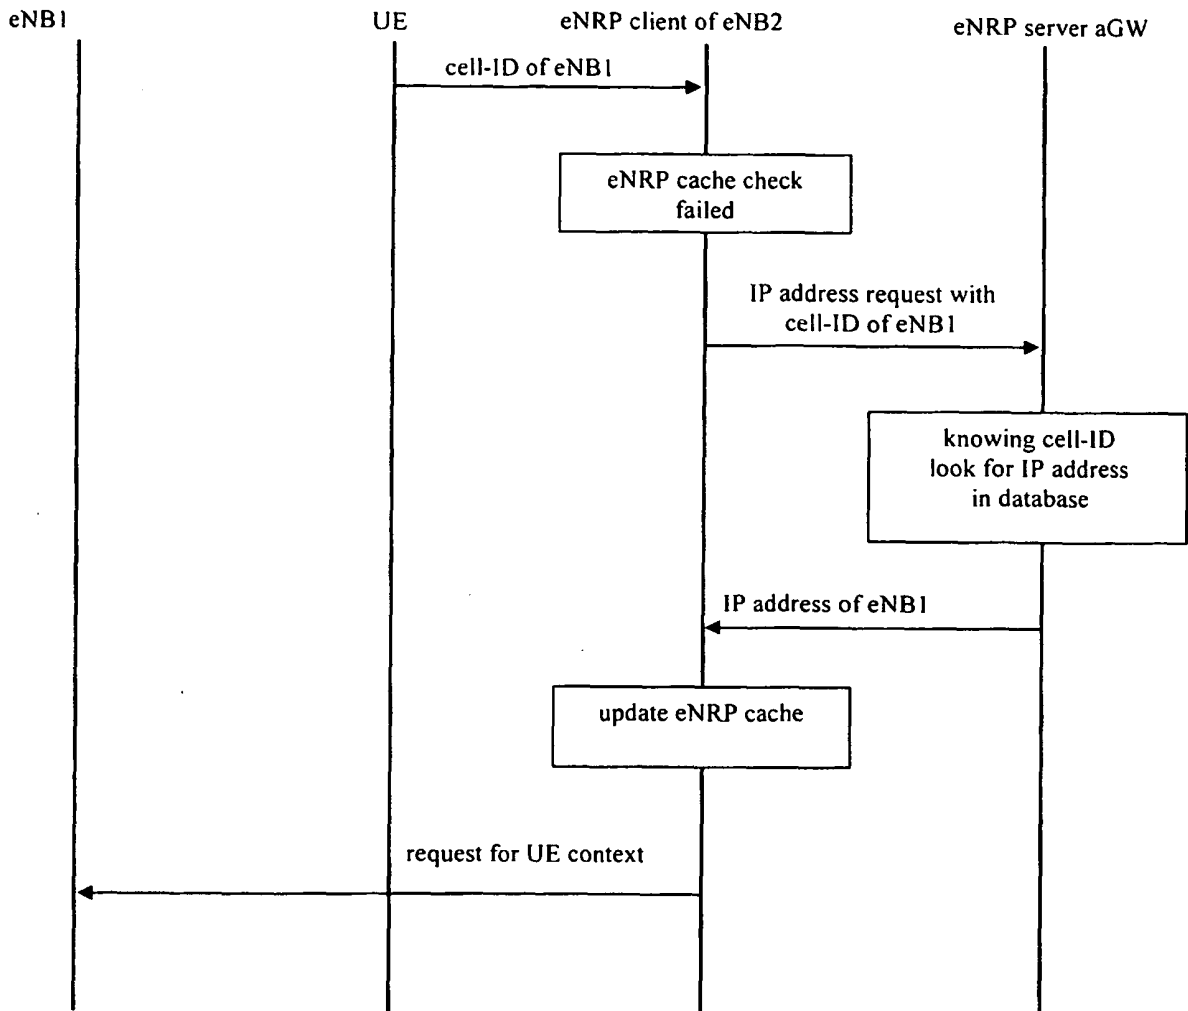 eNB1
UE
eNRP client of eNB2
eNRP server aGW
cell-ID of eNB1
eNRP cache check
failed
IP address request with
cell-ID of eNB1
knowing cell-ID
look for IP address
in database
IP address of eNB1
update eNRP cache
request for UE context